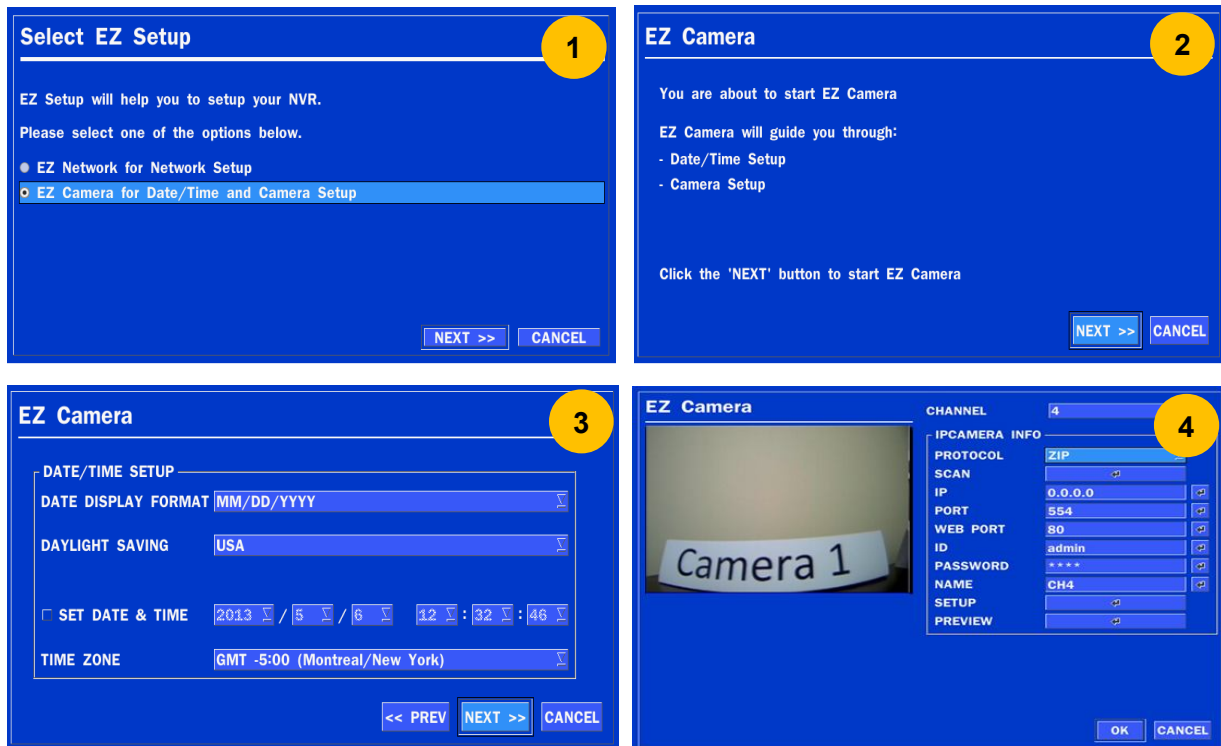 Select EZ Setup
1
EZ Setup will help you to setup your NVR.
Please select one of the options below.
EZ Network for Network Setup
EZ Camera for Date/Time and Camera Setup
NEXT >> CANCEL
EZ Camera
2
You are about to start EZ Camera
EZ Camera will guide you through:
- Date/Time Setup
- Camera Setup
Click the 'NEXT' button to start EZ Camera
NEXT >> CANCEL
EZ Camera
3
DATE/TIME SETUP
DATE DISPLAY FORMAT MM/DD/YYYY
DAYLIGHT SAVING USA
SET DATE & TIME 2013 / 5 / 6 12 : 32 : 46
TIME ZONE GMT -5:00 (Montreal/New York)
<< PREV NEXT >> CANCEL
EZ Camera
4
Camera 1
CHANNEL 4
IPCAMERA INFO
PROTOCOL ZIP
SCAN
IP 0.0.0.0
PORT 554
WEB PORT 80
ID admin
PASSWORD ****
NAME CH4
SETUP
PREVIEW
OK CANCEL